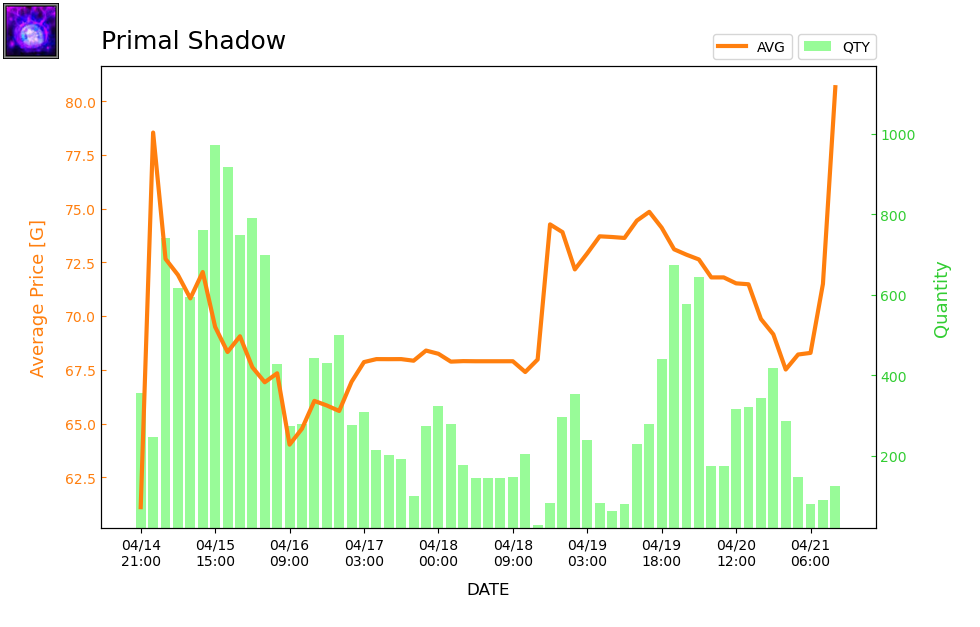 Primal Shadow
AVG
QTY
80.0
77.5
75.0
72.5
70.0
67.5
65.0
62.5
Average Price [G]
1000
800
600
400
200
Quantity
04/14 04/15 04/16 04/17 04/18 04/18 04/19 04/19 04/20 04/21
21:00 15:00 09:00 03:00 00:00 09:00 03:00 18:00 12:00 06:00
DATE